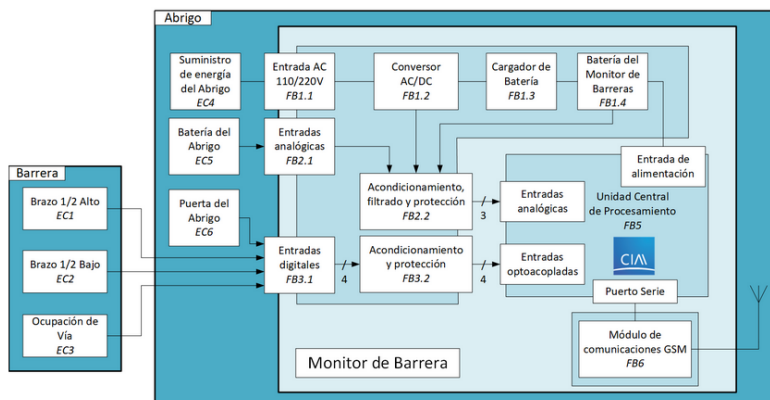 Abrigo
Suministro
de energía
del Abrigo
EC4
Entrada AC
110/220V
FB1.1
Conversor
AC/DC
FB1.2
Cargador de
Batería
FB1.3
Batería del
Monitor de
Barreras
FB1.4
Batería del
Abrigo
EC5
Entradas
analógicas
FB2.1
Entrada de
alimentación
Barrera
Brazo 1/2 Alto
EC1
Puerta del
Abrigo
EC6
Acondicionamiento,
filtrado y protección
FB2.2
3
Entradas
analógicas
Unidad Central
de Procesamiento
FB5
Brazo 1/2 Bajo
EC2
Entradas
digitales
FB3.1
4
Acondicionamiento
y protección
FB3.2
4
Entradas
optoacopladas
CIAA
Puerto Serie
Ocupación de
Vía
EC3
Monitor de Barrera
Módulo de
comunicaciones GSM
FB6